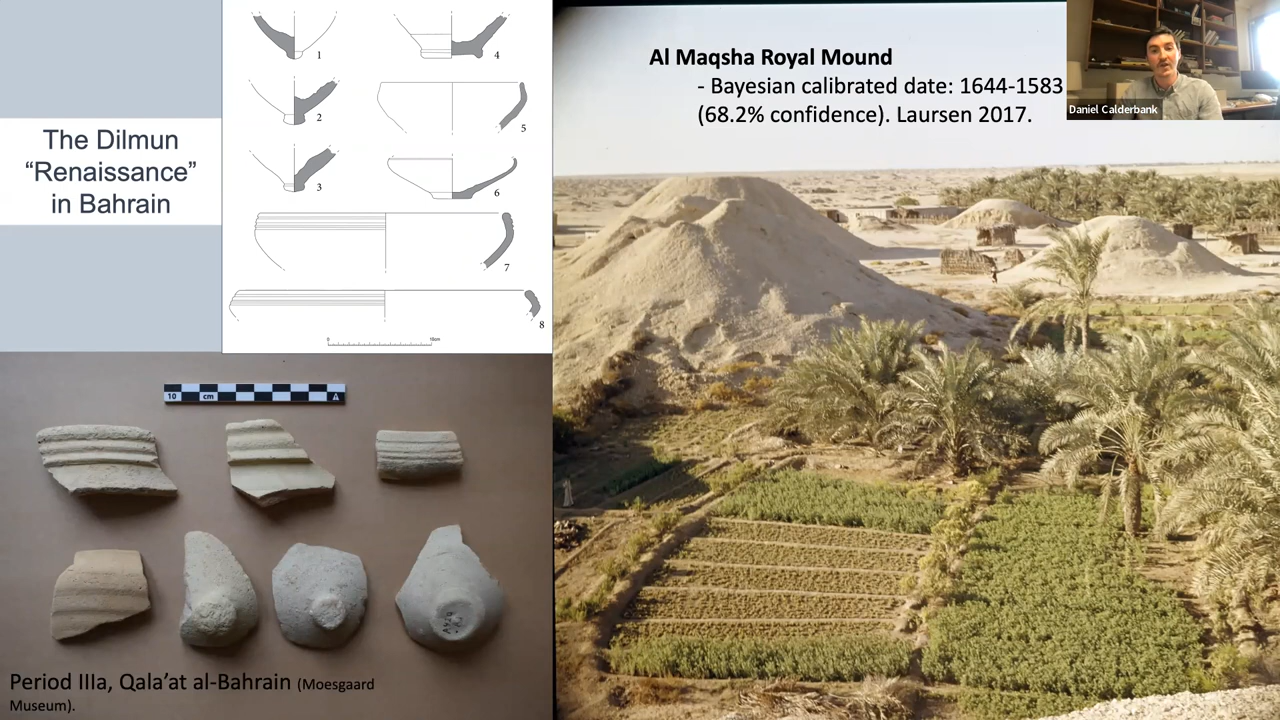 The Dilmun
“Renaissance”
in Bahrain
1
4
2
5
3
6
7
0
10cm
8
Al Maqsha Royal Mound
- Bayesian calibrated date: 1644-1583
(68.2% confidence). Laursen 2017.
Daniel Calderbank
10 cm A
Period IIIa, Qala’at al-Bahrain (Moesgaard
Museum).